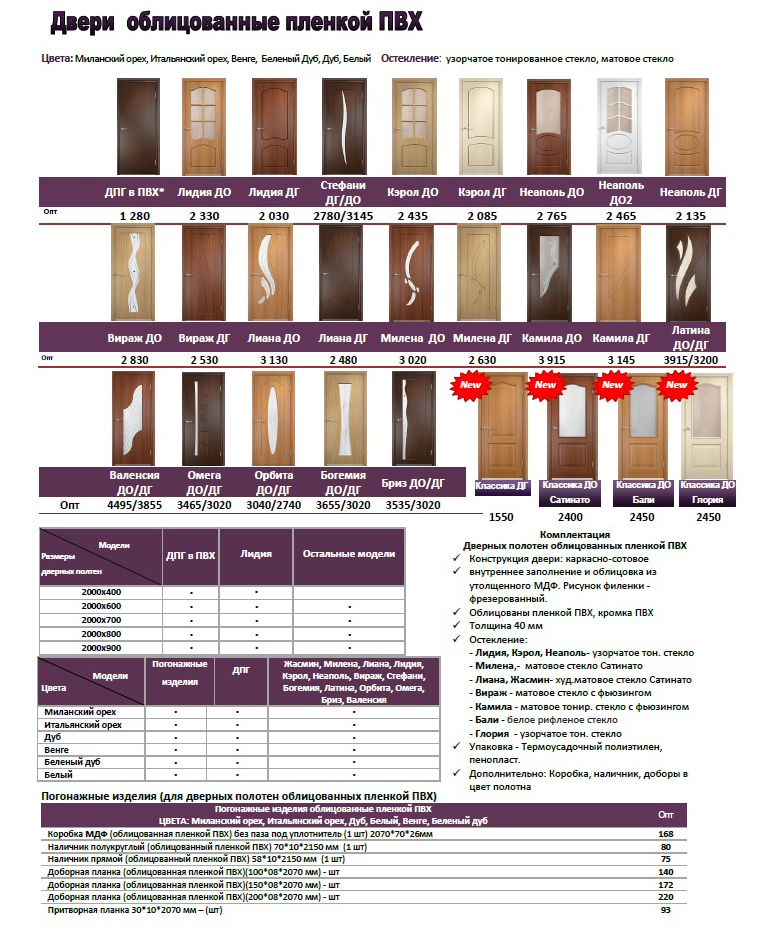 Двери облицованные пленкой ПВХ
Цвета: Миланский орех, Итальянский орех, Венге, Беленый Дуб, Дуб, Белый Остекление: узорчатое тонированное стекло, матовое стекло
ДПГ в ПВХ* Лидия ДО Лидия ДГ Стефани ДГ/ДО Кэрол ДО Кэрол ДГ Неаполь ДО Неаполь ДО2 Неаполь ДГ
Опт 1 280 2 330 2 030 2780/3145 2 435 2 085 2 765 2 465 2 135
Вираж ДО Вираж ДГ Лиана ДО Лиана ДГ Милена ДО Милена ДГ Камила ДО Камила ДГ Латина ДО/ДГ
Опт 2 830 2 530 3 130 2 480 3 020 2 630 3 915 3 145 3915/3200
New New New New
Валенсия ДО/ДГ Омега ДО/ДГ Орбита ДО/ДГ Богемия ДО/ДГ Бриз ДО/ДГ
Опт 4495/3855 3465/3020 3040/2740 3655/3020 3535/3020
Классика ДГ Классика ДО Сатинато Классика ДО Бали Классика ДО Глория
1550 2400 2450 2450
Модели
Размеры
дверных полтен
ДПГ в ПВХ Лидия Остальные модели
2000х400 • •
2000х600 • • •
2000х700 • • •
2000х800 • • •
2000х900 • • •
Модели
Цвета
Погонажные изделия
ДПГ
Жасмин, Милена, Лиана, Лидия,
Кэрол, Неаполь, Вираж, Стефани,
Богемия, Латина, Орбита, Омега,
Бриз, Валенсия
Миланский орех • • •
Итальянский орех • • •
Дуб • • •
Венге • • •
Беленый дуб • • •
Белый • • •
Комплектация
Дверных полотен облицованных пленкой ПВХ
✓ Конструкция двери: каркасно-сотовое
✓ внутреннее заполнение и облицовка из
утолщенного МДФ. Рисунок филенки -
фрезерованный.
✓ Облицованы пленкой ПВХ, кромка ПВХ
✓ Толщина 40 мм
✓ Остекление:
- Лидия, Кэрол, Неаполь- узорчатое тон. стекло
- Милена,- матовое стекло Сатинато
- Лиана, Жасмин- худ.матовое стекло Сатинато
- Вираж - матовое стекло с фьюзингом
- Камила - матовое тонир. стекло с фьюзингом
- Бали - белое рифленое стекло
- Глория - узорчатое тон. стекло
✓ Упаковка - Термоусадочный полиэтилен,
пенопласт.
✓ Дополнительно: Коробка, наличник, доборы в
цвет полотна
Погонажные изделия (для дверных полотен облицованных пленкой ПВХ)
Погонажные изделия облицованные пленкой ПВХ
ЦВЕТА: Миланский орех, Итальянский орех, Дуб, Белый, Венге, Беленый дуб
Опт
Коробка МДФ (облицованная пленкой ПВХ) без паза под уплотнитель (1 шт) 2070*70*26мм 168
Наличник полукруглый (облицованный пленкой ПВХ) 70*10*2150 мм (1 шт) 80
Наличник прямой (облицованный пленкой ПВХ) 58*10*2150 мм (1 шт) 75
Доборная планка (облицованная пленкой ПВХ)(100*08*2070 мм) - шт 140
Доборная планка (облицованная пленкой ПВХ)(150*08*2070 мм) - шт 172
Доборная планка (облицованная пленкой ПВХ)(200*08*2070 мм) - шт 220
Притворная планка 30*10*2070 мм – (шт) 93